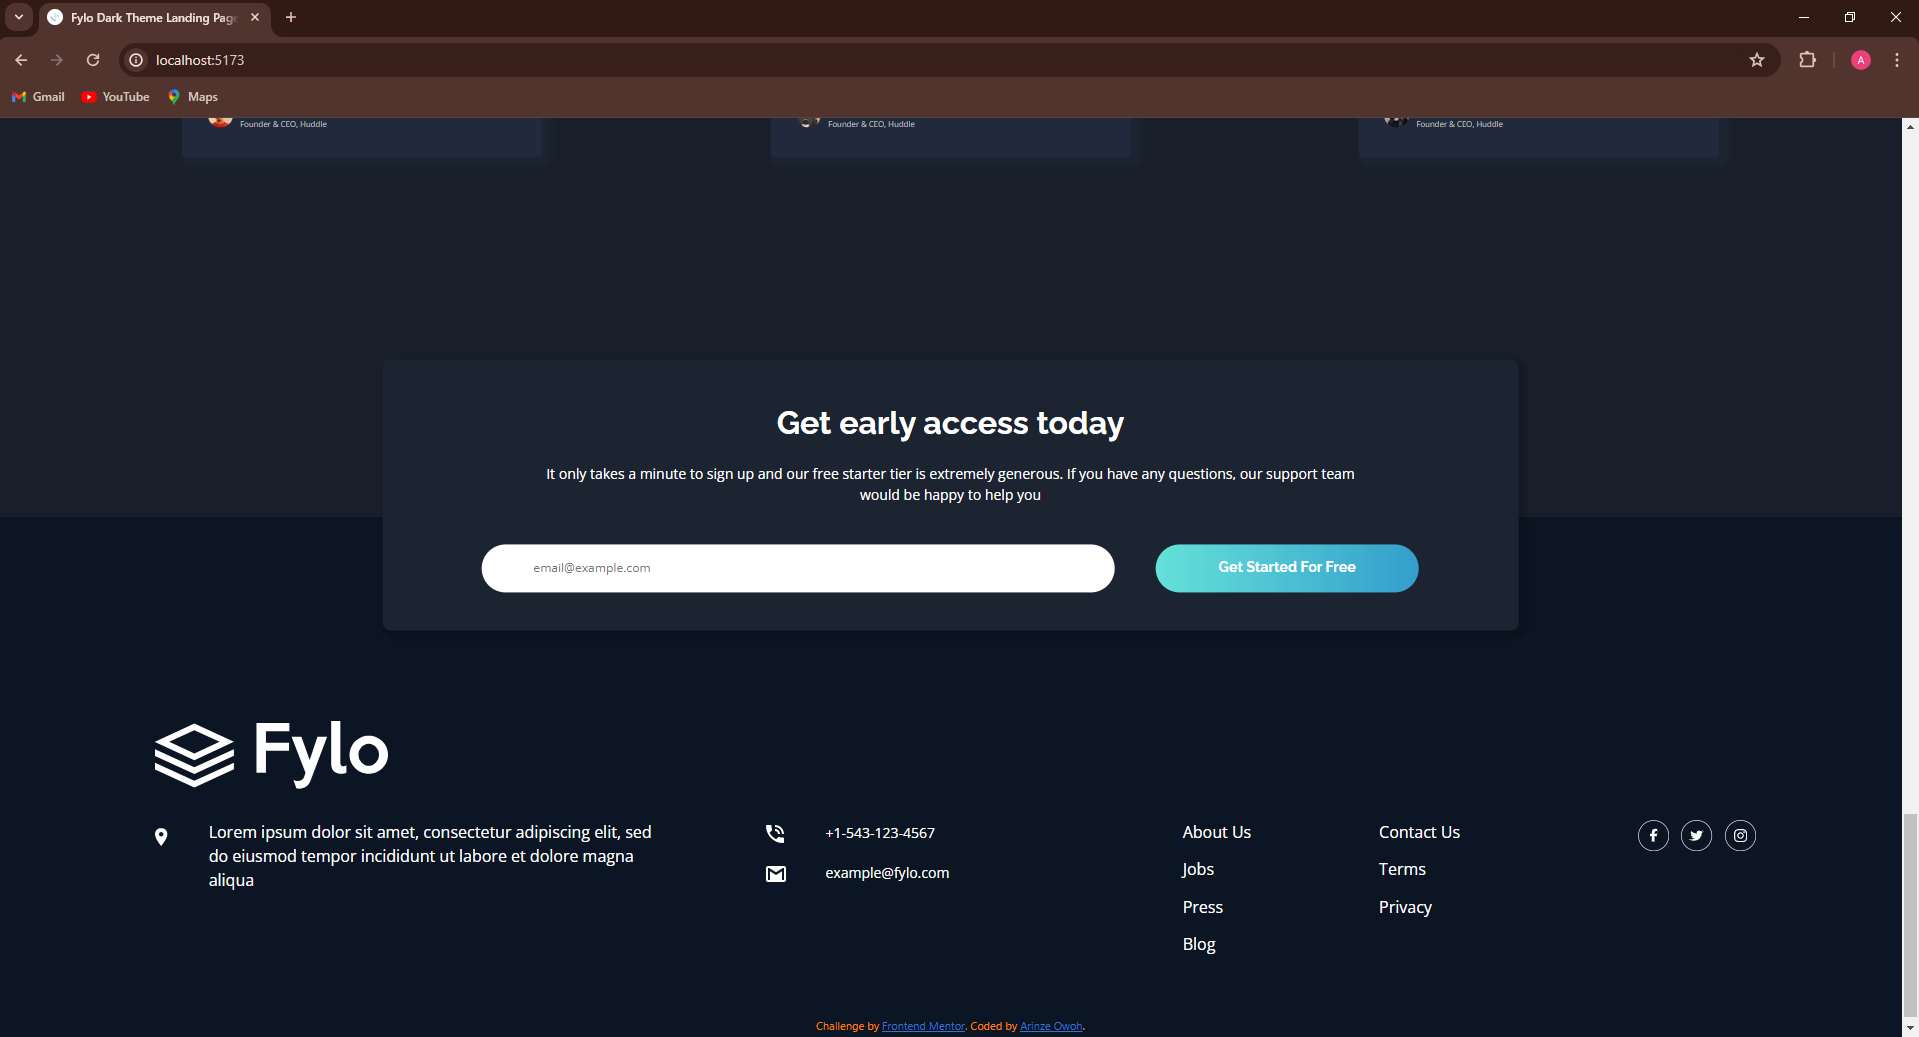 Fylo Dark Theme Landing Page
localhost:5173
A
Gmail
YouTube
Maps
Founder & CEO, Huddle
Founder & CEO, Huddle
Founder & CEO, Huddle
Get early access today
It only takes a minute to sign up and our free starter tier is extremely generous. If you have any questions, our support team
would be happy to help you
email@example.com
Get Started For Free
Fylo
Lorem ipsum dolor sit amet, consectetur adipiscing elit, sed
do eiusmod tempor incididunt ut labore et dolore magna
aliqua
+1-543-123-4567
example@fylo.com
About Us
Jobs
Press
Blog
Contact Us
Terms
Privacy
Challenge by Frontend Mentor. Coded by Arinze Owoh.